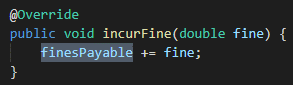 @Override
public void incurFine(double fine) {
    finesPayable += fine;
}